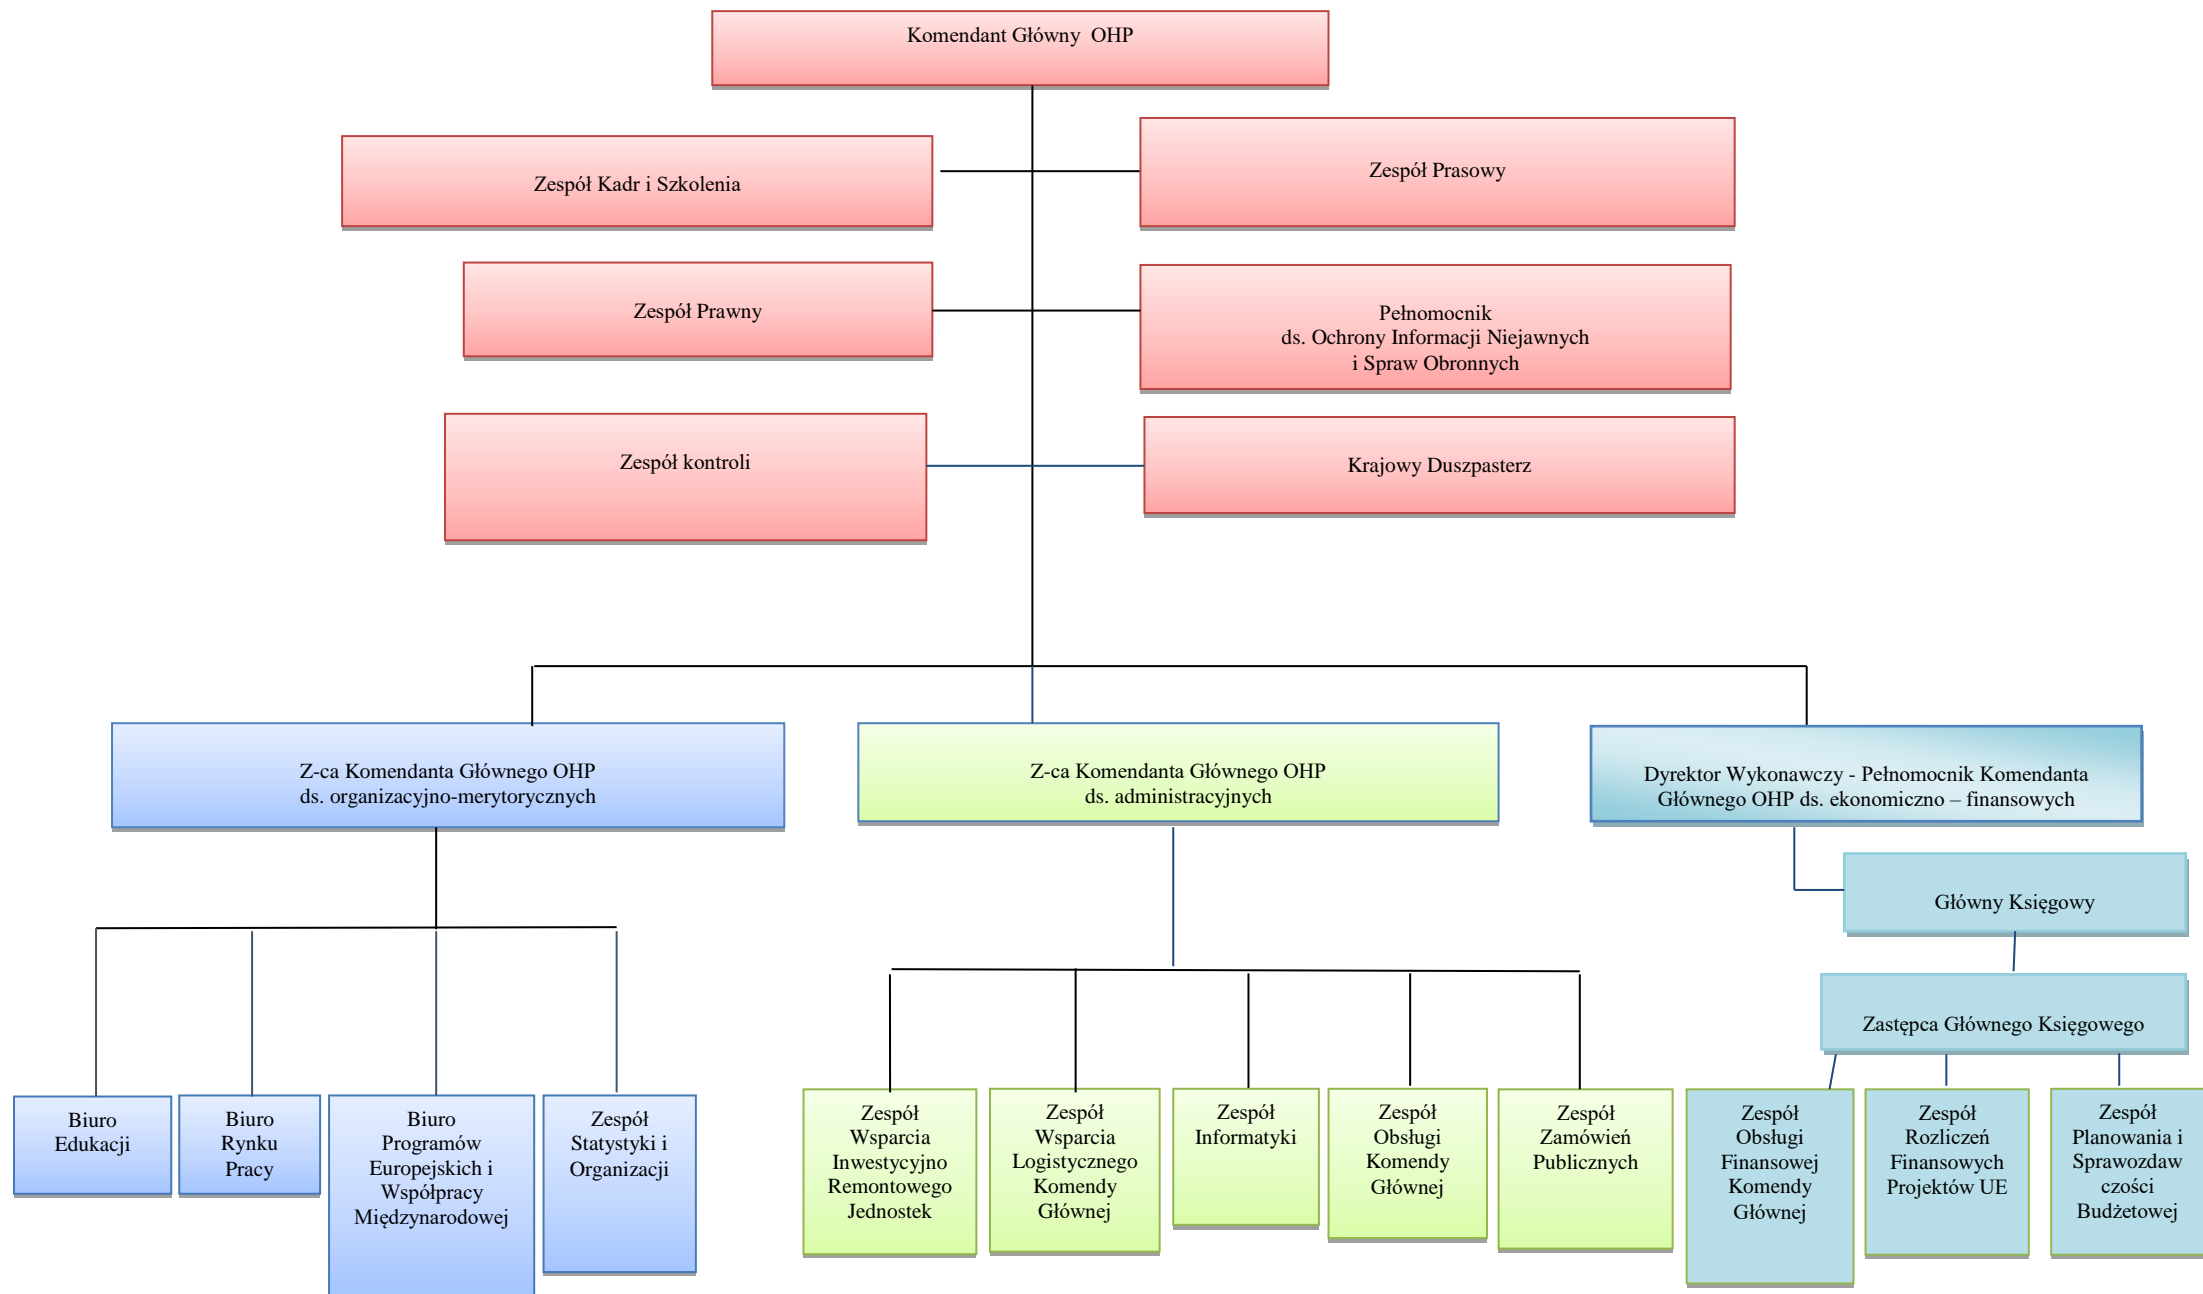 Komendant Główny OHP
Zespół Kadr i Szkolenia
Zespół Prasowy
Zespół Prawny
Pełnomocnik
ds. Ochrony Informacji Niejawnych
i Spraw Obronnych
Zespół kontroli
Krajowy Duszpasterz
Z-ca Komendanta Głównego OHP
ds. organizacyjno-merytorycznych
Z-ca Komendanta Głównego OHP
ds. administracyjnych
Dyrektor Wykonawczy - Pełnomocnik Komendanta
Głównego OHP ds. ekonomiczno – finansowych
Główny Księgowy
Zastępca Głównego Księgowego
Biuro
Edukacji
Biuro
Rynku
Pracy
Biuro
Programów
Europejskich i
Współpracy
Międzynarodowej
Zespół
Statystyki i
Organizacji
Zespół
Wsparcia
Inwestycyjno
Remontowego
Jednostek
Zespół
Wsparcia
Logistycznego
Komendy
Głównej
Zespół
Informatyki
Zespół
Obsługi
Komendy
Głównej
Zespół
Zamówień
Publicznych
Zespół
Obsługi
Finansowej
Komendy
Głównej
Zespół
Rozliczeń
Finansowych
Projektów UE
Zespół
Planowania i
Sprawozdaw
czości
Budżetowej